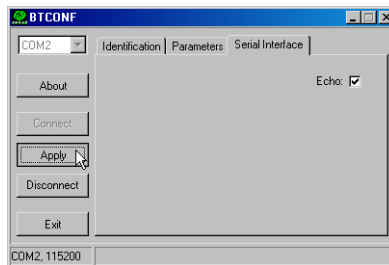 BTCONF
COM2
Identification
Parameters
Serial Interface
Echo:
About
Connect
Apply
Disconnect
Exit
COM2, 115200